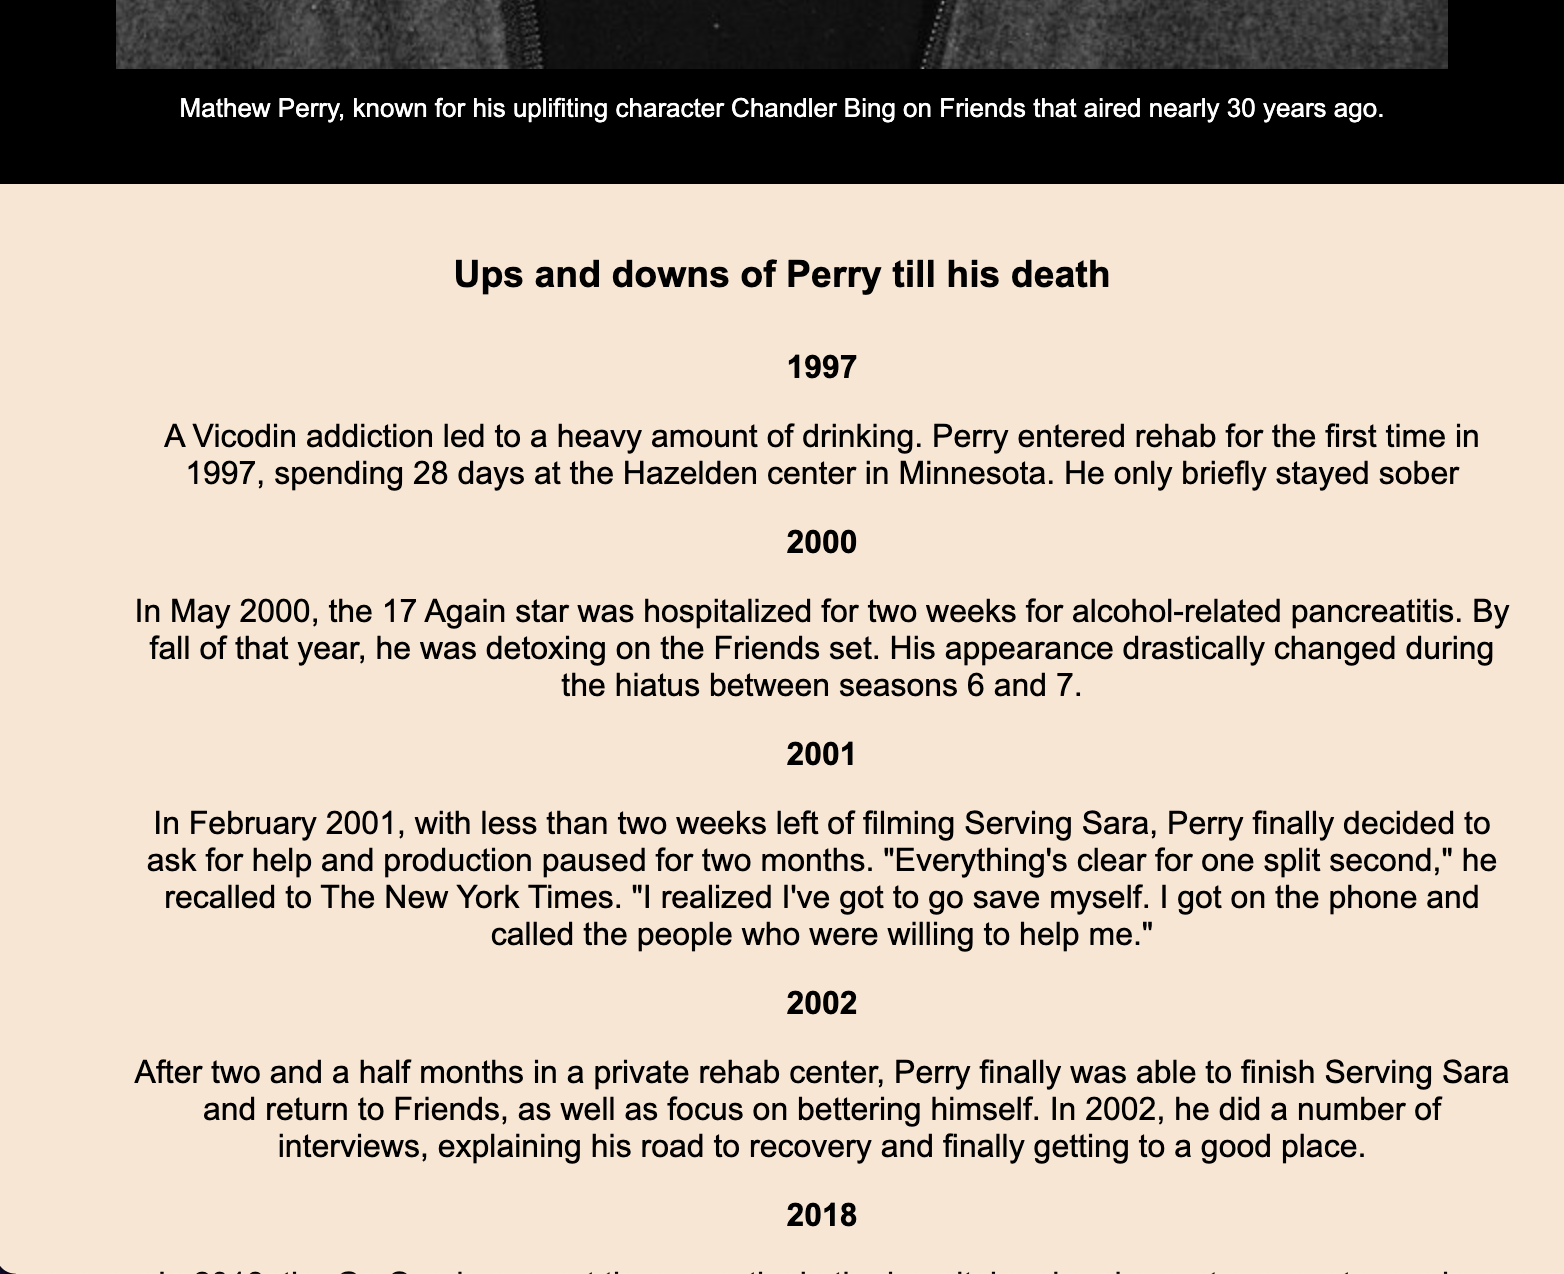 Mathew Perry, known for his uplifiting character Chandler Bing on Friends that aired nearly 30 years ago.
Ups and downs of Perry till his death
1997
A Vicodin addiction led to a heavy amount of drinking. Perry entered rehab for the first time in
1997, spending 28 days at the Hazelden center in Minnesota. He only briefly stayed sober
2000
In May 2000, the 17 Again star was hospitalized for two weeks for alcohol-related pancreatitis. By
fall of that year, he was detoxing on the Friends set. His appearance drastically changed during
the hiatus between seasons 6 and 7.
2001
In February 2001, with less than two weeks left of filming Serving Sara, Perry finally decided to
ask for help and production paused for two months. "Everything's clear for one split second," he
recalled to The New York Times. "I realized I've got to go save myself. I got on the phone and
called the people who were willing to help me."
2002
After two and a half months in a private rehab center, Perry finally was able to finish Serving Sara
and return to Friends, as well as focus on bettering himself. In 2002, he did a number of
interviews, explaining his road to recovery and finally getting to a good place.
2018